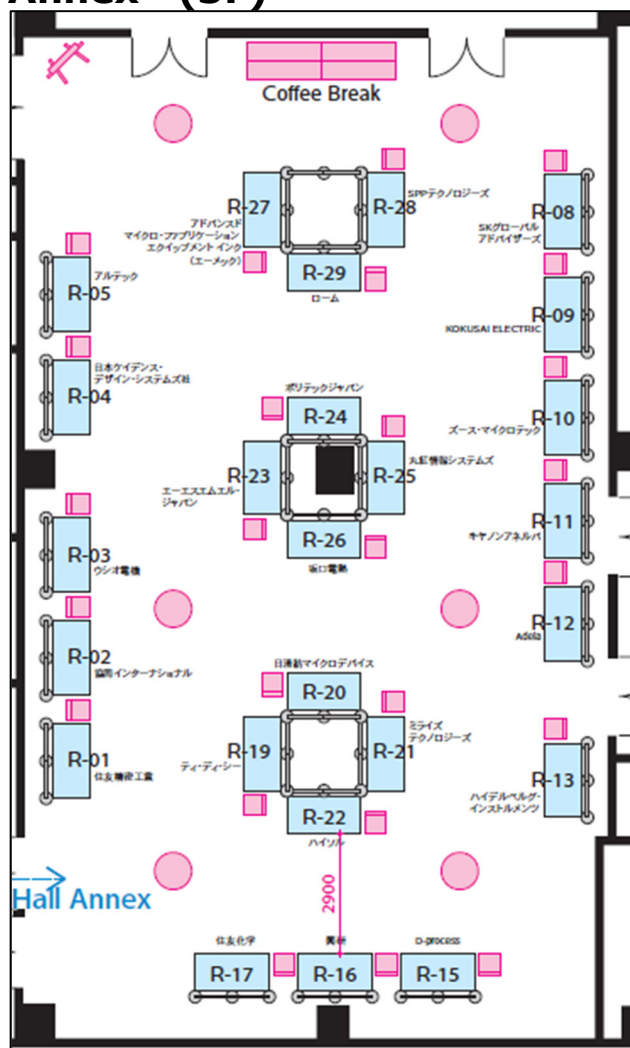 Coffee Break
R-27
アドバンスド
マイクロ・ファブリケーション
エクイップメント インク
(エーメック)
R-28
SPPテクノロジーズ
R-29
ローム
R-08
SKグローバル
アドバイザーズ
R-05
アルテック
R-04
日本ケイデンス・
デザイン・システムズ社
R-09
KOKUSAI ELECTRIC
ポリテックジャパン
R-24
R-23
エーエスエムエル・
ジャパン
R-25
丸紅情報システムズ
R-26
坂口電熱
R-10
ズース・マイクロテック
R-11
キヤノンアネルバ
R-03
ウシオ電機
R-02
協同インターナショナル
R-12
Adela
日清紡マイクロデバイス
R-20
R-19
ティ・ディ・シー
R-21
ミライズ
テクノロジーズ
R-22
ハイソル
R-01
住友精密工業
R-13
ハイデルベルグ・
インストルメンツ
Hall Annex
2900
住友化学
R-17
R-16
D-process
R-15